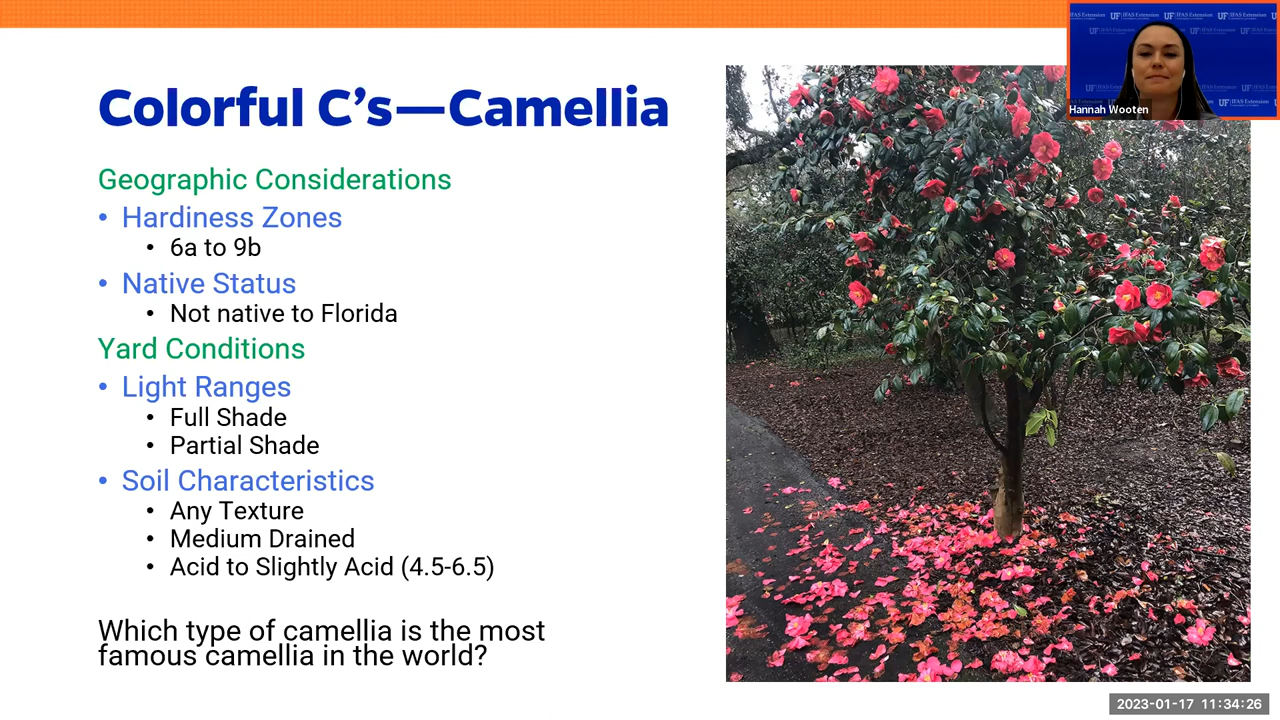 Colorful C's—Camellia
Geographic Considerations
• Hardiness Zones
• 6a to 9b
• Native Status
• Not native to Florida
Yard Conditions
• Light Ranges
• Full Shade
• Partial Shade
• Soil Characteristics
• Any Texture
• Medium Drained
• Acid to Slightly Acid (4.5-6.5)
Which type of camellia is the most
famous camellia in the world?
UF IFAS Extension
Hannah Wooten
2023-01-17 11:34:26